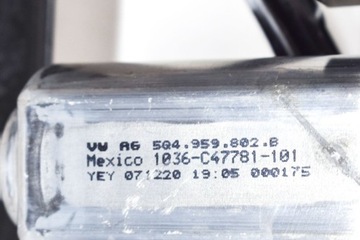 VW AG 5Q4.959.802.B
Mexico 1036-C47781-101
YEY 071220 19:05 000175